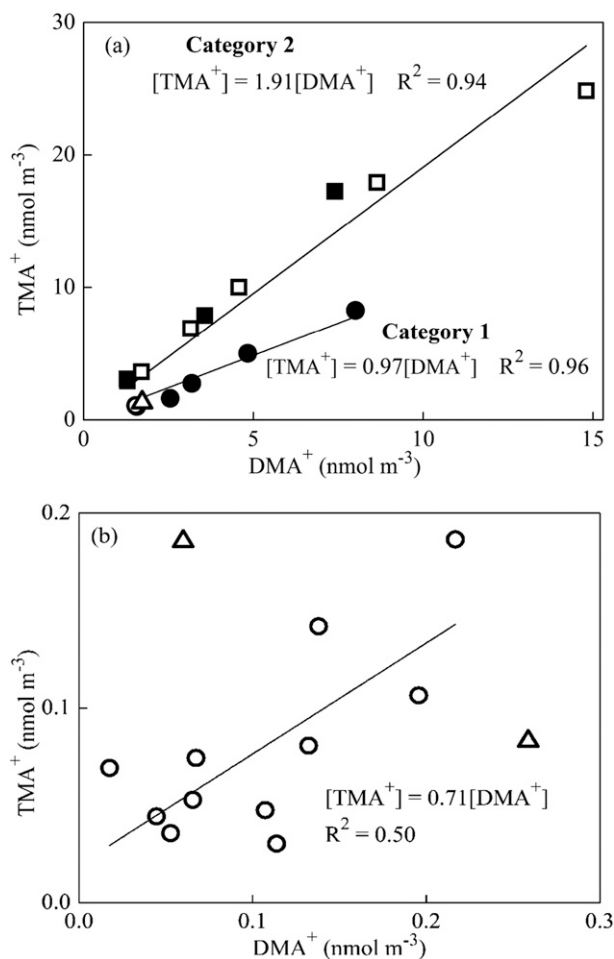 (a)
Category 2
[TMA⁺] = 1.91[DMA⁺] R² = 0.94
30
20
10
0
TMA⁺ (nmol m⁻³)
Category 1
[TMA⁺] = 0.97[DMA⁺] R² = 0.96
0 5 10 15
DMA⁺ (nmol m⁻³)
(b)
0.2
0.1
0.0
TMA⁺ (nmol m⁻³)
[TMA⁺] = 0.71[DMA⁺]
R² = 0.50
0.0 0.1 0.2 0.3
DMA⁺ (nmol m⁻³)